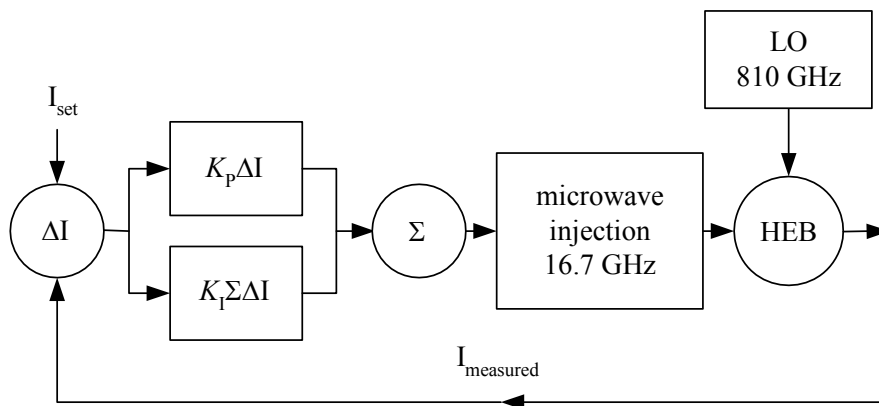 LO
810 GHz
I_set
K_PΔI
microwave
injection
16.7 GHz
ΔI
Σ
HEB
K_IΣΔI
I_measured